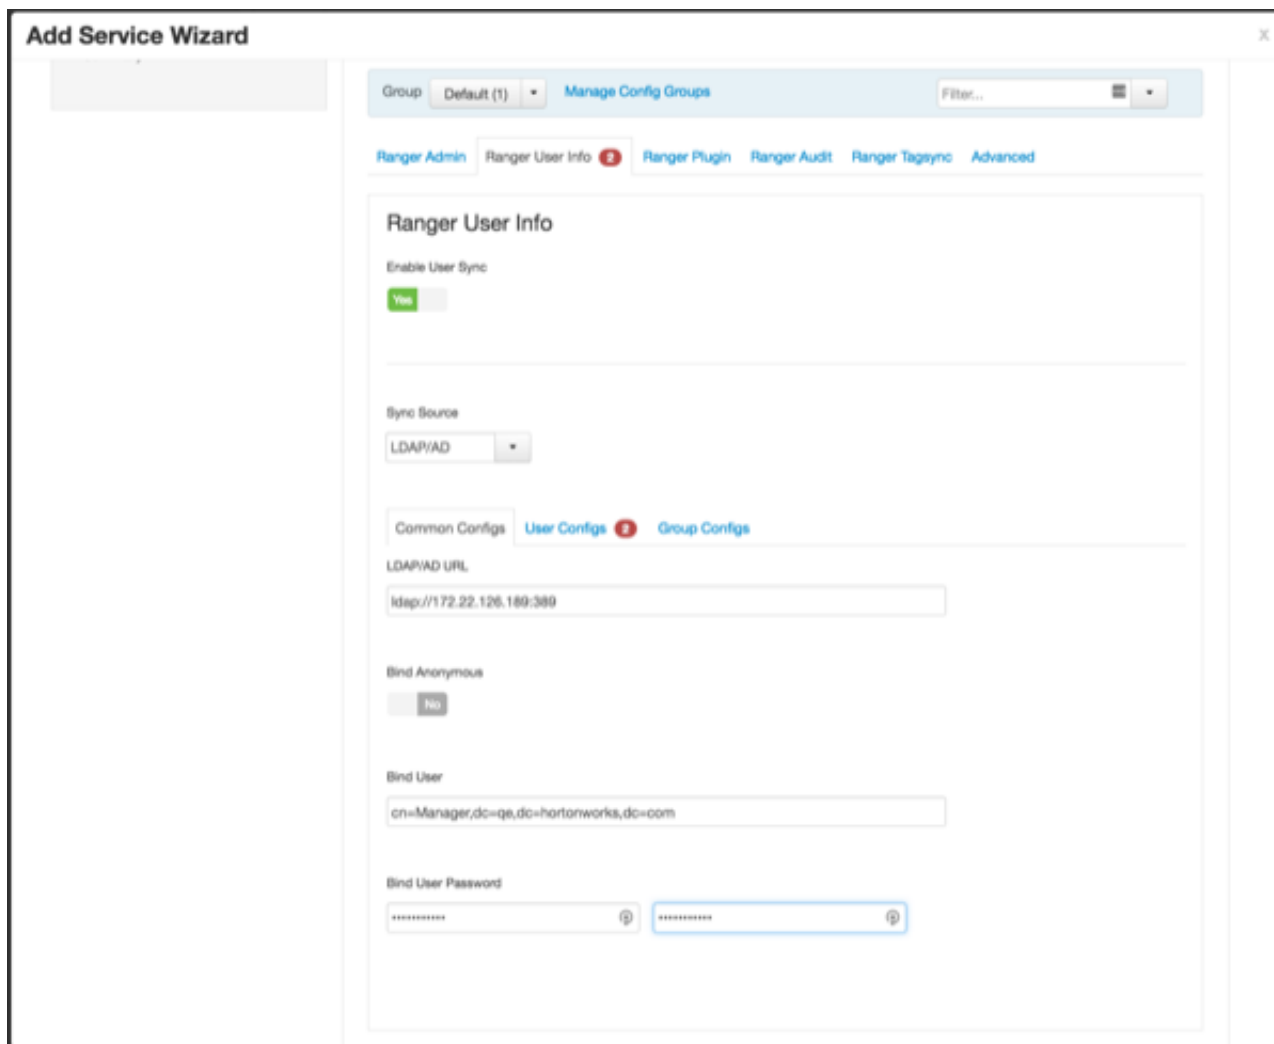 Add Service Wizard
x
Group Default (1) Manage Config Groups Filter...
Ranger Admin Ranger User Info 2 Ranger Plugin Ranger Audit Ranger Tagsync Advanced
Ranger User Info
Enable User Sync
Yes
Sync Source
LDAP/AD
Common Configs User Configs 2 Group Configs
LDAP/AD URL
ldap://172.22.126.189:389
Bind Anonymous
No
Bind User
cn=Manager,dc=qe,dc=hortonworks,dc=com
Bind User Password
••••••••••• •••••••••••